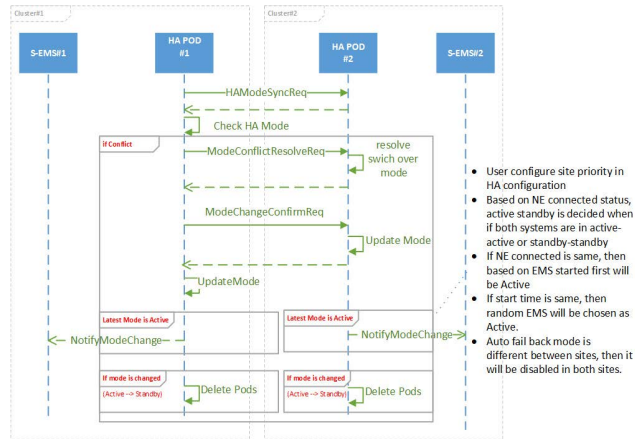 Cluster#1
Cluster#2
S-EMS#1
HA POD
#1
HA POD
#2
S-EMS#2
HAModeSyncReq
Check HA Mode
if Conflict
ModeConflictResolveReq
resolve
swich over
mode
ModeChangeConfirmReq
Update Mode
UpdateMode
Latest Mode is Active
Latest Mode is Active
NotifyModeChange
NotifyModeChange
If mode is changed
(Active --> Standby)
Delete Pods
If mode is changed
(Active --> Standby)
Delete Pods
• User configure site priority in
HA configuration
• Based on NE connected status,
active standby is decided when
if both systems are in active-
active or standby-standby
• If NE connected is same, then
based on EMS started first will
be Active
• If start time is same, then
random EMS will be chosen as
Active.
• Auto fail back mode is
different between sites, then it
will be disabled in both sites.